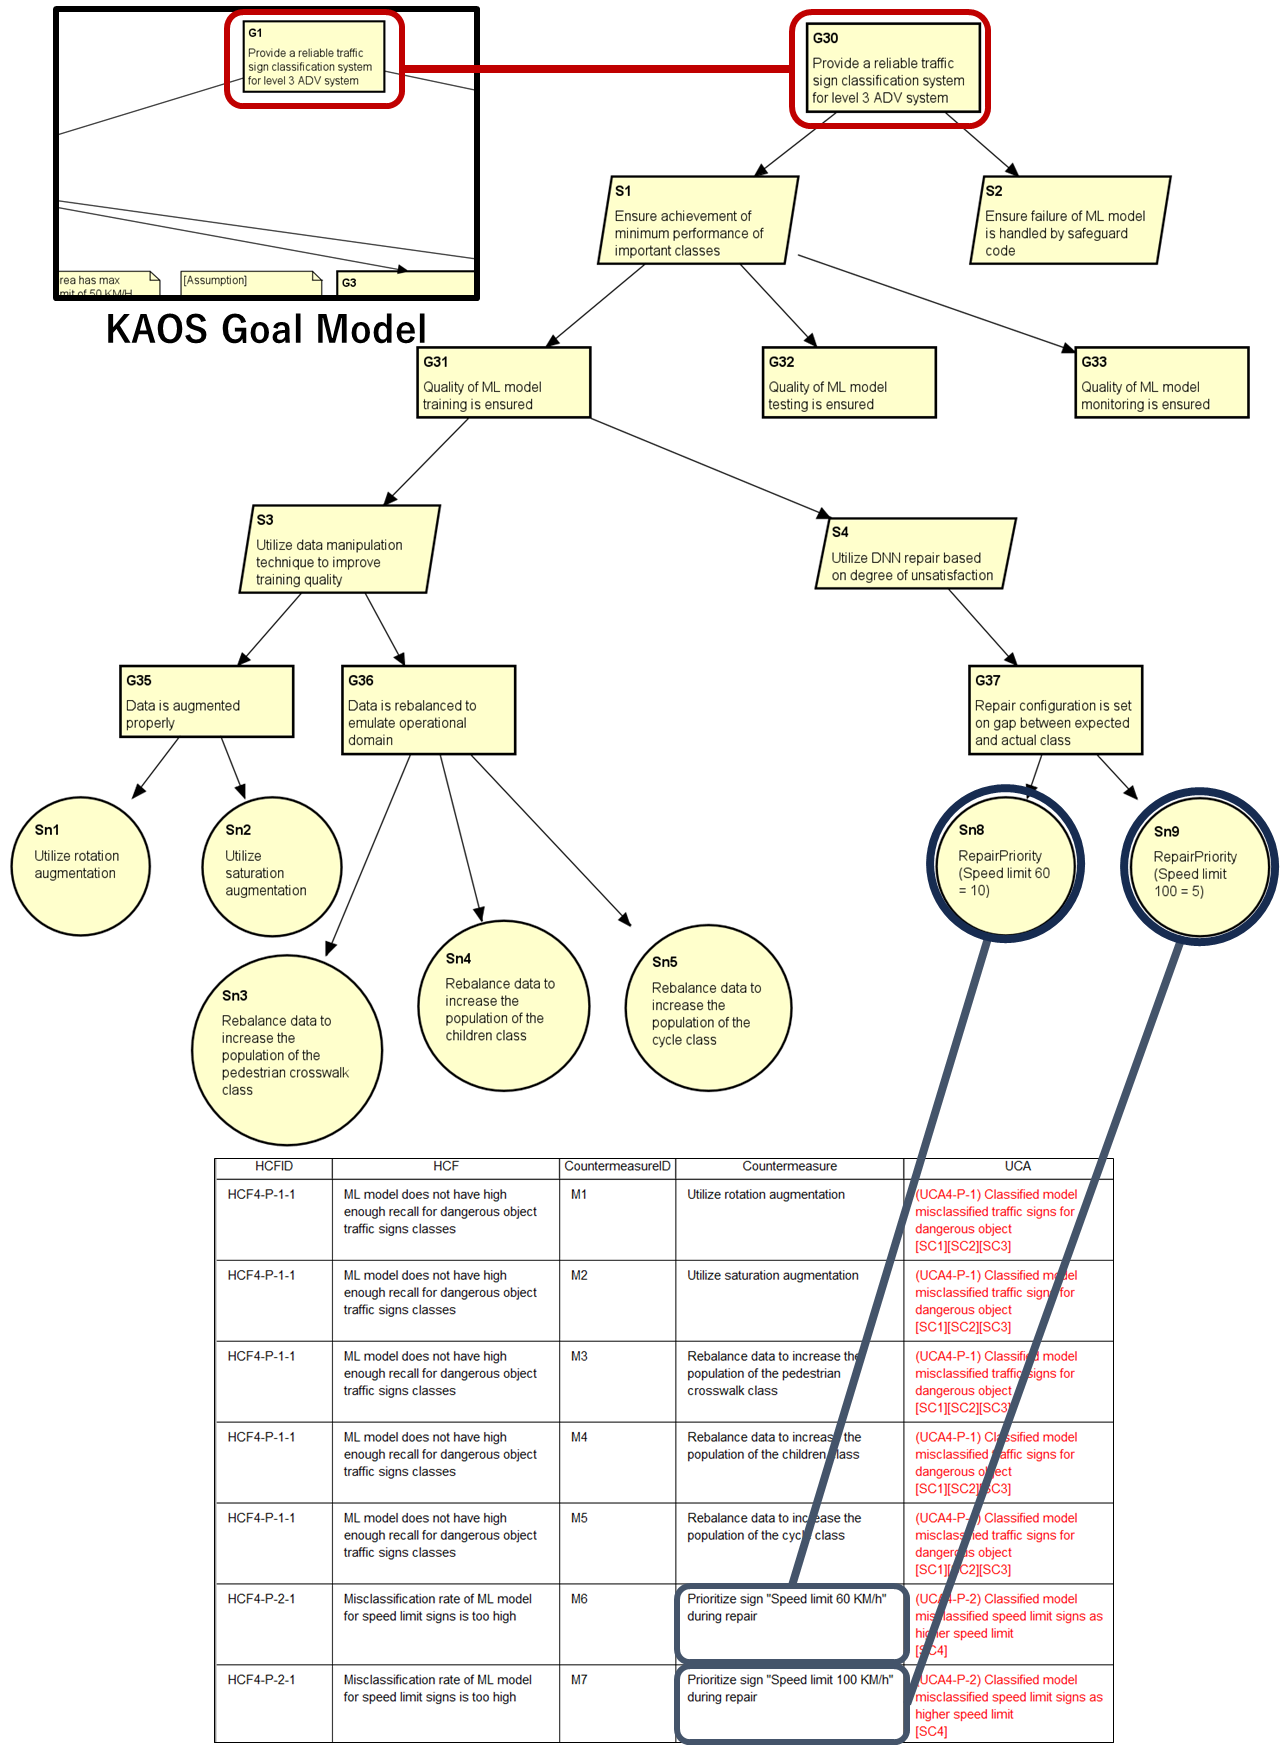 G1
Provide a reliable traffic
sign classification system
for level 3 ADV system
rea has max
mit of 50 KM/H
[Assumption]
G3
KAOS Goal Model
G30
Provide a reliable traffic
sign classification system
for level 3 ADV system
S1
Ensure achievement of
minimum performance of
important classes
S2
Ensure failure of ML model
is handled by safeguard
code
G31
Quality of ML model
training is ensured
G32
Quality of ML model
testing is ensured
G33
Quality of ML model
monitoring is ensured
S3
Utilize data manipulation
technique to improve
training quality
S4
Utilize DNN repair based
on degree of unsatisfaction
G35
Data is augmented
properly
G36
Data is rebalanced to
emulate operational
domain
G37
Repair configuration is set
on gap between expected
and actual class
Sn1
Utilize rotation
augmentation
Sn2
Utilize
saturation
augmentation
Sn8
RepairPriority
(Speed limit 60
= 10)
Sn9
RepairPriority
(Speed limit
100 = 5)
Sn3
Rebalance data to
increase the
population of the
pedestrian crosswalk
class
Sn4
Rebalance data to
increase the
population of the
children class
Sn5
Rebalance data to
increase the
population of the
cycle class
HCFID HCF CountermeasureID Countermeasure UCA
HCF4-P-1-1 ML model does not have high M1 Utilize rotation augmentation (UCA4-P-1) Classified model
enough recall for dangerous object misclassified traffic signs for
traffic signs classes dangerous object
[SC1][SC2][SC3]
HCF4-P-1-1 ML model does not have high M2 Utilize saturation augmentation (UCA4-P-1) Classified model
enough recall for dangerous object misclassified traffic signs for
traffic signs classes dangerous object
[SC1][SC2][SC3]
HCF4-P-1-1 ML model does not have high M3 Rebalance data to increase the (UCA4-P-1) Classified model
enough recall for dangerous object population of the pedestrian misclassified traffic signs for
traffic signs classes crosswalk class dangerous object
[SC1][SC2][SC3]
HCF4-P-1-1 ML model does not have high M4 Rebalance data to increase the (UCA4-P-1) Classified model
enough recall for dangerous object population of the children class misclassified traffic signs for
traffic signs classes dangerous object
[SC1][SC2][SC3]
HCF4-P-1-1 ML model does not have high M5 Rebalance data to increase the (UCA4-P-1) Classified model
enough recall for dangerous object population of the cycle class misclassified traffic signs for
traffic signs classes dangerous object
[SC1][SC2][SC3]
HCF4-P-2-1 Misclassification rate of ML model M6 Prioritize sign "Speed limit 60 KM/h" (UCA4-P-2) Classified model
for speed limit signs is too high during repair misclassified speed limit signs as
higher speed limit
[SC4]
HCF4-P-2-1 Misclassification rate of ML model M7 Prioritize sign "Speed limit 100 KM/h" (UCA4-P-2) Classified model
for speed limit signs is too high during repair misclassified speed limit signs as
higher speed limit
[SC4]